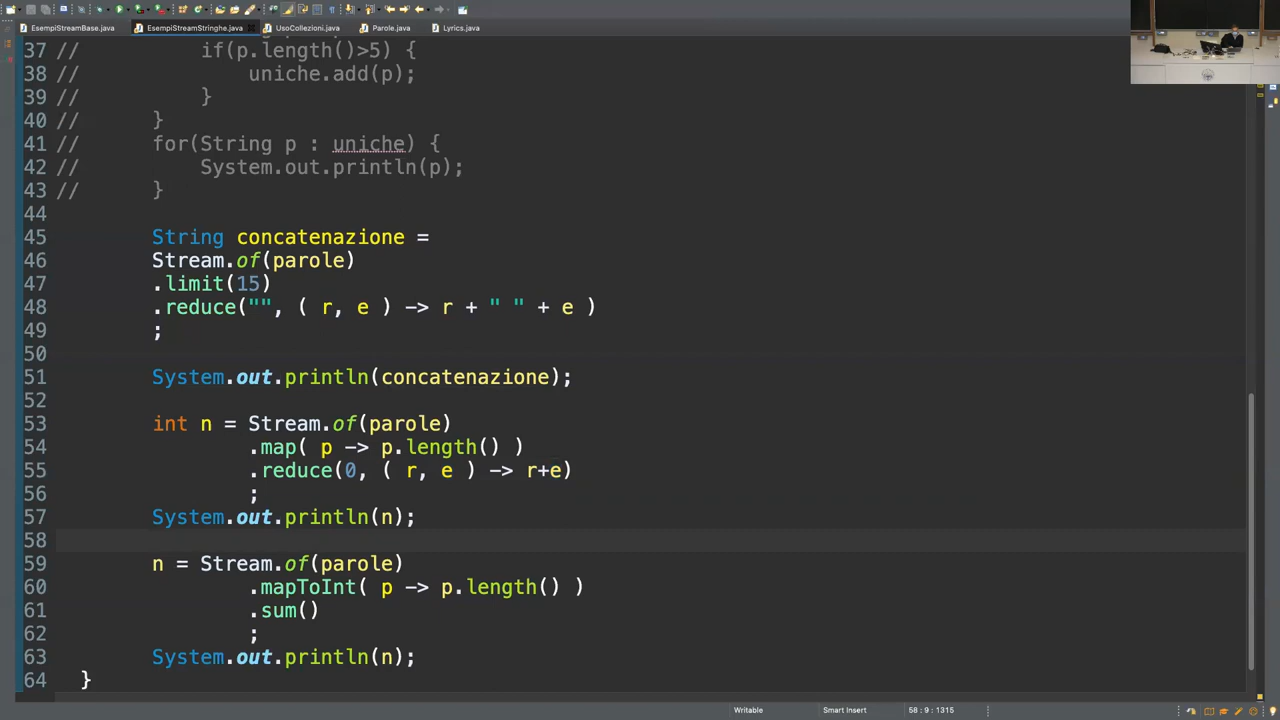 EsempiStreamBase.java EsempiStreamStringhe.java UsoCollezioni.java Parole.java Lyrics.java
37 // if(p.length()>5) {
38 // uniche.add(p);
39 // }
40 // }
41 // for(String p : uniche) {
42 // System.out.println(p);
43 // }
44
45 String concatenazione =
46 Stream.of(parole)
47 .limit(15)
48 .reduce("", ( r, e ) -> r + " " + e )
49 ;
50
51 System.out.println(concatenazione);
52
53 int n = Stream.of(parole)
54 .map( p -> p.length() )
55 .reduce(0, ( r, e ) -> r+e)
56 ;
57 System.out.println(n);
58
59 n = Stream.of(parole)
60 .mapToInt( p -> p.length() )
61 .sum()
62 ;
63 System.out.println(n);
64 }
Writable Smart Insert 58 : 9 : 1315